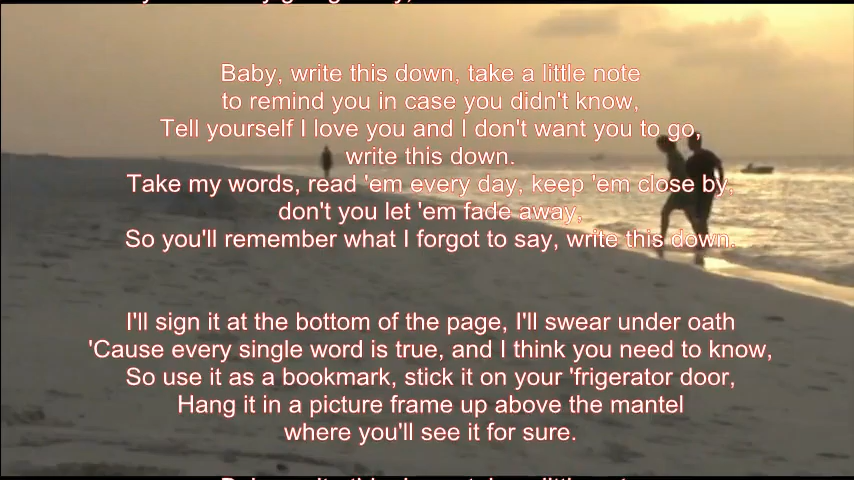 Baby, write this down, take a little note
to remind you in case you didn't know,
Tell yourself I love you and I don't want you to go,
write this down.
Take my words, read 'em every day, keep 'em close by,
don't you let 'em fade away,
So you'll remember what I forgot to say, write this down.
I'll sign it at the bottom of the page, I'll swear under oath
'Cause every single word is true, and I think you need to know,
So use it as a bookmark, stick it on your 'frigerator door,
Hang it in a picture frame up above the mantel
where you'll see it for sure.